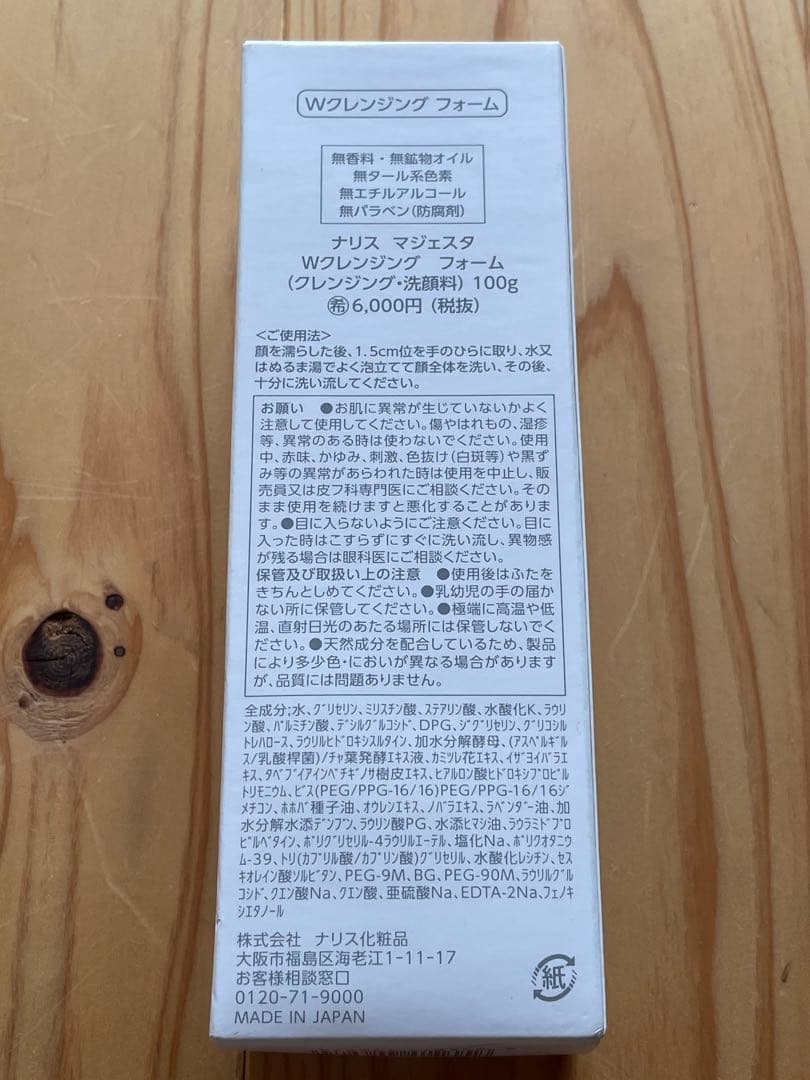 Wクレンジング フォーム
無香料・無鉱物オイル
無タール系色素
無エチルアルコール
無パラベン(防腐剤)
ナリス マジェスタ
Wクレンジング フォーム
(クレンジング・洗顔料) 100g
㊒6,000円 (税抜)
<ご使用法>
顔を濡らした後、1.5cm位を手のひらに取り、水又
はぬるま湯でよく泡立てて顔全体を洗い、その後、
十分に洗い流してください。
お願い ●お肌に異常が生じていないかよく
注意して使用してください。傷やはれもの、湿疹
等、異常のある時は使わないでください。使用
中、赤味、かゆみ、刺激、色抜け(白斑等)や黒ず
み等の異常があらわれた時は使用を中止し、販
売員又は皮フ科専門医にご相談ください。そのま
まま使用を続けますと悪化することがありま
す。●目に入らないようにご注意ください。目に
入った時はこすらずにすぐに洗い流し、異物感
が残る場合は眼科医にご相談ください。
保管及び取扱い上の注意 ●使用後はふたを
きちんとしめてください。●乳幼児の手の届か
ない所に保管してください。●極端に高温や低
温、直射日光のあたる場所には保管しないでく
ださい。●天然成分を配合しているため、製品
により多少色・においが異なる場合があります
が、品質には問題ありません。
全成分;水、グリセリン、ミリスチン酸、ステアリン酸、水酸化K、ラウリ
ン酸、パルミチン酸、デシルグルコシド、DPG、ジグリセリン、グリコシル
トレハロース、ラウリルヒドロキシスルタイン、加水分解酵母、(アスペルギル
ス/乳酸桿菌)/チャ葉発酵エキス液、カミツレ花エキス、イザヨイバラエ
キス、タベブイアインペチギノサ樹皮エキス、ヒアルロン酸ヒドロキシプロピル
トリモニウム、ビス(PEG/PPG-16/16)PEG/PPG-16/16ジ
メチコン、ホホバ種子油、オウレンエキス、ノバラエキス、ラベンダー油、加
水分解水添デンプン、ラウリン酸PG、水添ヒマシ油、ラウラミドプロ
ピルベタイン、ポリグリセリル-4ラウリルエーテル、塩化Na、ポリクオタニウ
ム-39、トリ(カプリル酸/カプリン酸)グリセリル、水酸化レシチン、セス
キオレイン酸ソルビタン、PEG-9M、BG、PEG-90M、ラウリルグル
コシド、クエン酸Na、クエン酸、亜硫酸Na、EDTA-2Na、フェノキ
シエタノール
株式会社 ナリス化粧品
大阪市福島区海老江1-11-17
お客様相談窓口
0120-71-9000
MADE IN JAPAN
紙